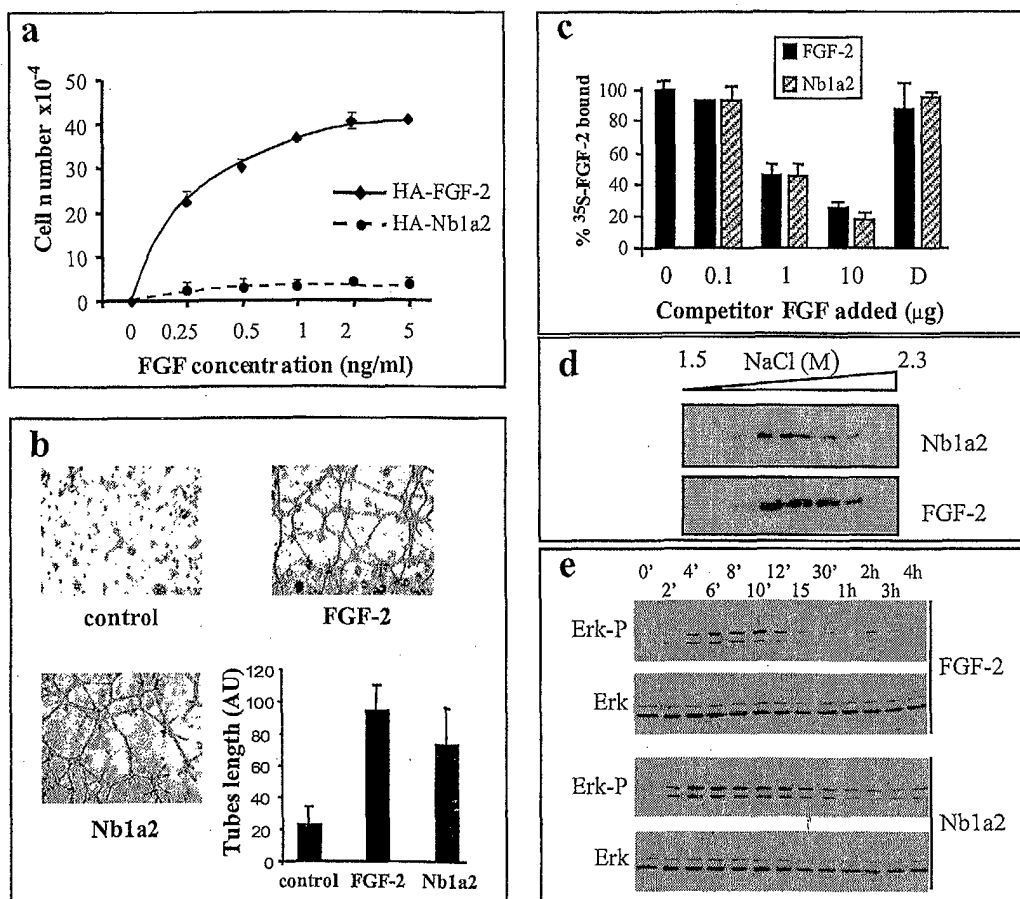 a
Cell number x10-4
50
40
30
20
10
0
HA-FGF-2
HA-Nb1a2
0 0.25 0.5 1 2 5
FGF concentration (ng/ml)
b
control
FGF-2
Nb1a2
Tubes length (AU)
120
100
80
60
40
20
0
control FGF-2 Nb1a2
c
FGF-2
Nb1a2
% 35S-FGF-2 bound
100
80
60
40
20
0
0 0.1 1 10 D
Competitor FGF added (µg)
d
1.5 NaCl (M) 2.3
Nb1a2
FGF-2
e
0' 4' 8' 12' 30' 2h 4h
2' 6' 10' 15 1h 3h
Erk-P
Erk
FGF-2
Erk-P
Erk
Nb1a2